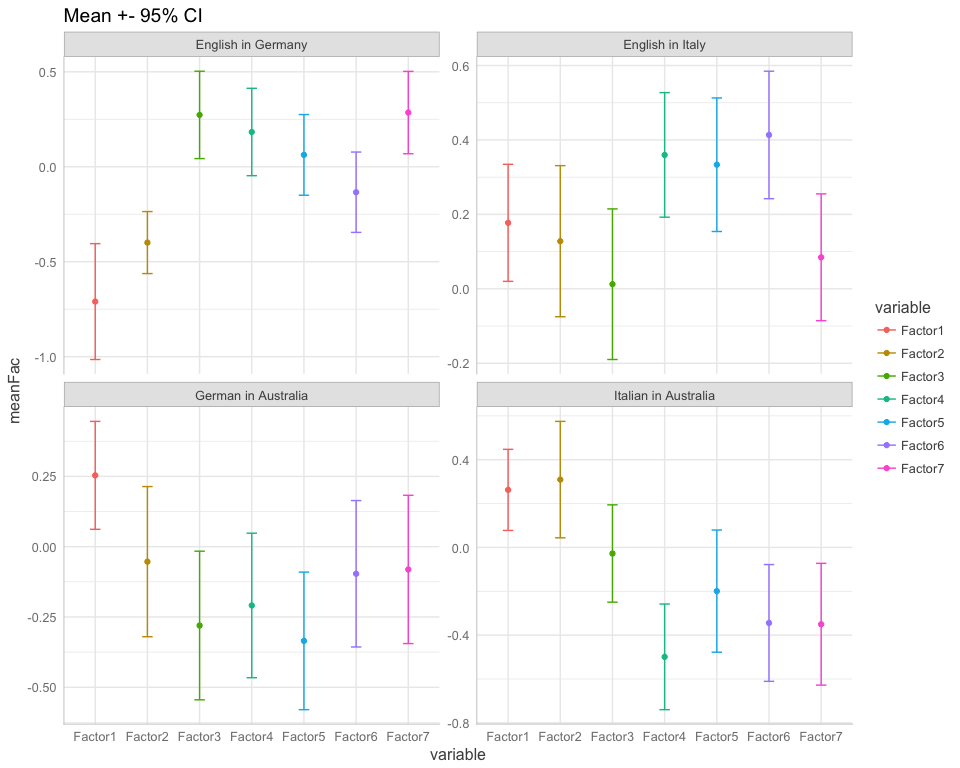 Mean +- 95% CI
English in Germany
English in Italy
0.5
0.0
-0.5
-1.0
0.6
0.4
0.2
0.0
-0.2
German in Australia
Italian in Australia
0.25
0.00
-0.25
-0.50
0.4
0.0
-0.4
-0.8
meanFac
Factor1 Factor2 Factor3 Factor4 Factor5 Factor6 Factor7
Factor1 Factor2 Factor3 Factor4 Factor5 Factor6 Factor7
variable
variable
Factor1
Factor2
Factor3
Factor4
Factor5
Factor6
Factor7